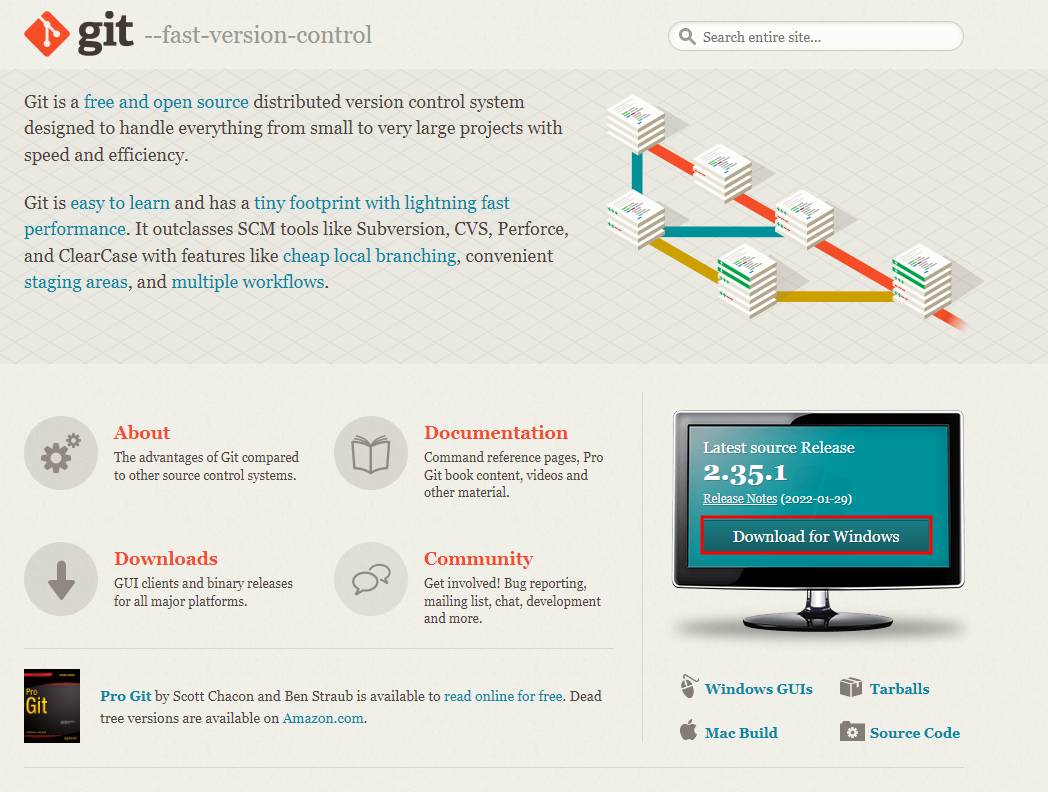 git --fast-version-control
Search entire site...
Git is a free and open source distributed version control system
designed to handle everything from small to very large projects with
speed and efficiency.
Git is easy to learn and has a tiny footprint with lightning fast
performance. It outclasses SCM tools like Subversion, CVS, Perforce,
and ClearCase with features like cheap local branching, convenient
staging areas, and multiple workflows.
About
The advantages of Git compared
to other source control systems.
Documentation
Command reference pages, Pro
Git book content, videos and
other material.
Downloads
GUI clients and binary releases
for all major platforms.
Community
Get involved! Bug reporting,
mailing list, chat, development
and more.
Pro
Git
Pro Git by Scott Chacon and Ben Straub is available to read online for free. Dead
tree versions are available on Amazon.com.
Latest source Release
2.35.1
Release Notes (2022-01-29)
Download for Windows
Windows GUIs
Tarballs
Mac Build
Source Code